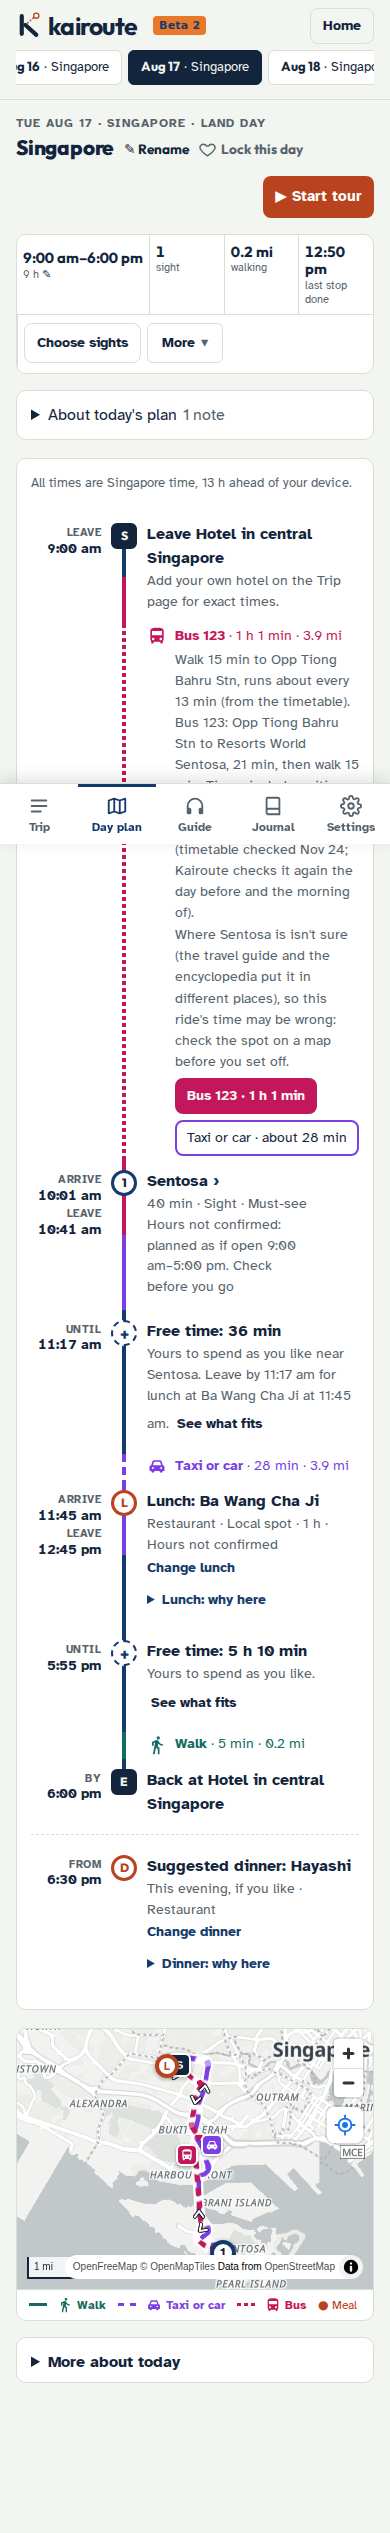 kairoute Beta 2 Home
g 16 · Singapore Aug 17 · Singapore Aug 18 · Singapo
TUE AUG 17 · SINGAPORE · LAND DAY
Singapore ✎ Rename Lock this day
▶ Start tour
9:00 am–6:00 pm
9 h ✎
1
sight
0.2 mi
walking
12:50
pm
last stop
done
Choose sights More ▾
▶ About today's plan 1 note
All times are Singapore time, 13 h ahead of your device.
LEAVE
9:00 am
S
Leave Hotel in central
Singapore
Add your own hotel on the Trip
page for exact times.
Bus 123 · 1 h 1 min · 3.9 mi
Walk 15 min to Opp Tiong
Bahru Stn, runs about every
13 min (from the timetable).
Bus 123: Opp Tiong Bahru
Stn to Resorts World
Sentosa, 21 min, then walk 15
Trip Day plan Guide Journal Settings
(timetable checked Nov 24;
Kairoute checks it again the
day before and the morning
of).
Where Sentosa is isn't sure
(the travel guide and the
encyclopedia put it in
different places), so this
ride's time may be wrong:
check the spot on a map
before you set off.
Bus 123 · 1 h 1 min
Taxi or car · about 28 min
ARRIVE
10:01 am
LEAVE
10:41 am
1
Sentosa ›
40 min · Sight · Must-see
Hours not confirmed:
planned as if open 9:00
am–5:00 pm. Check
before you go
UNTIL
11:17 am
+
Free time: 36 min
Yours to spend as you like near
Sentosa. Leave by 11:17 am for
lunch at Ba Wang Cha Ji at 11:45
am. See what fits
Taxi or car · 28 min · 3.9 mi
ARRIVE
11:45 am
LEAVE
12:45 pm
L
Lunch: Ba Wang Cha Ji
Restaurant · Local spot · 1 h ·
Hours not confirmed
Change lunch
▶ Lunch: why here
UNTIL
5:55 pm
+
Free time: 5 h 10 min
Yours to spend as you like.
See what fits
Walk · 5 min · 0.2 mi
BY
6:00 pm
E
Back at Hotel in central
Singapore
FROM
6:30 pm
D
Suggested dinner: Hayashi
This evening, if you like ·
Restaurant
Change dinner
▶ Dinner: why here
Singap e
+
−
ISTOWN
L S
ALEXANDRA
OUTRAM
MARI
BUKIT ERAH
MCE
HARBOU ONT
BRANI ISLAND
1
NTOSA
1 mi OpenFreeMap © OpenMapTiles Data from OpenStreetMap
PEARL ISLAND
Walk Taxi or car Bus Meal
▶ More about today